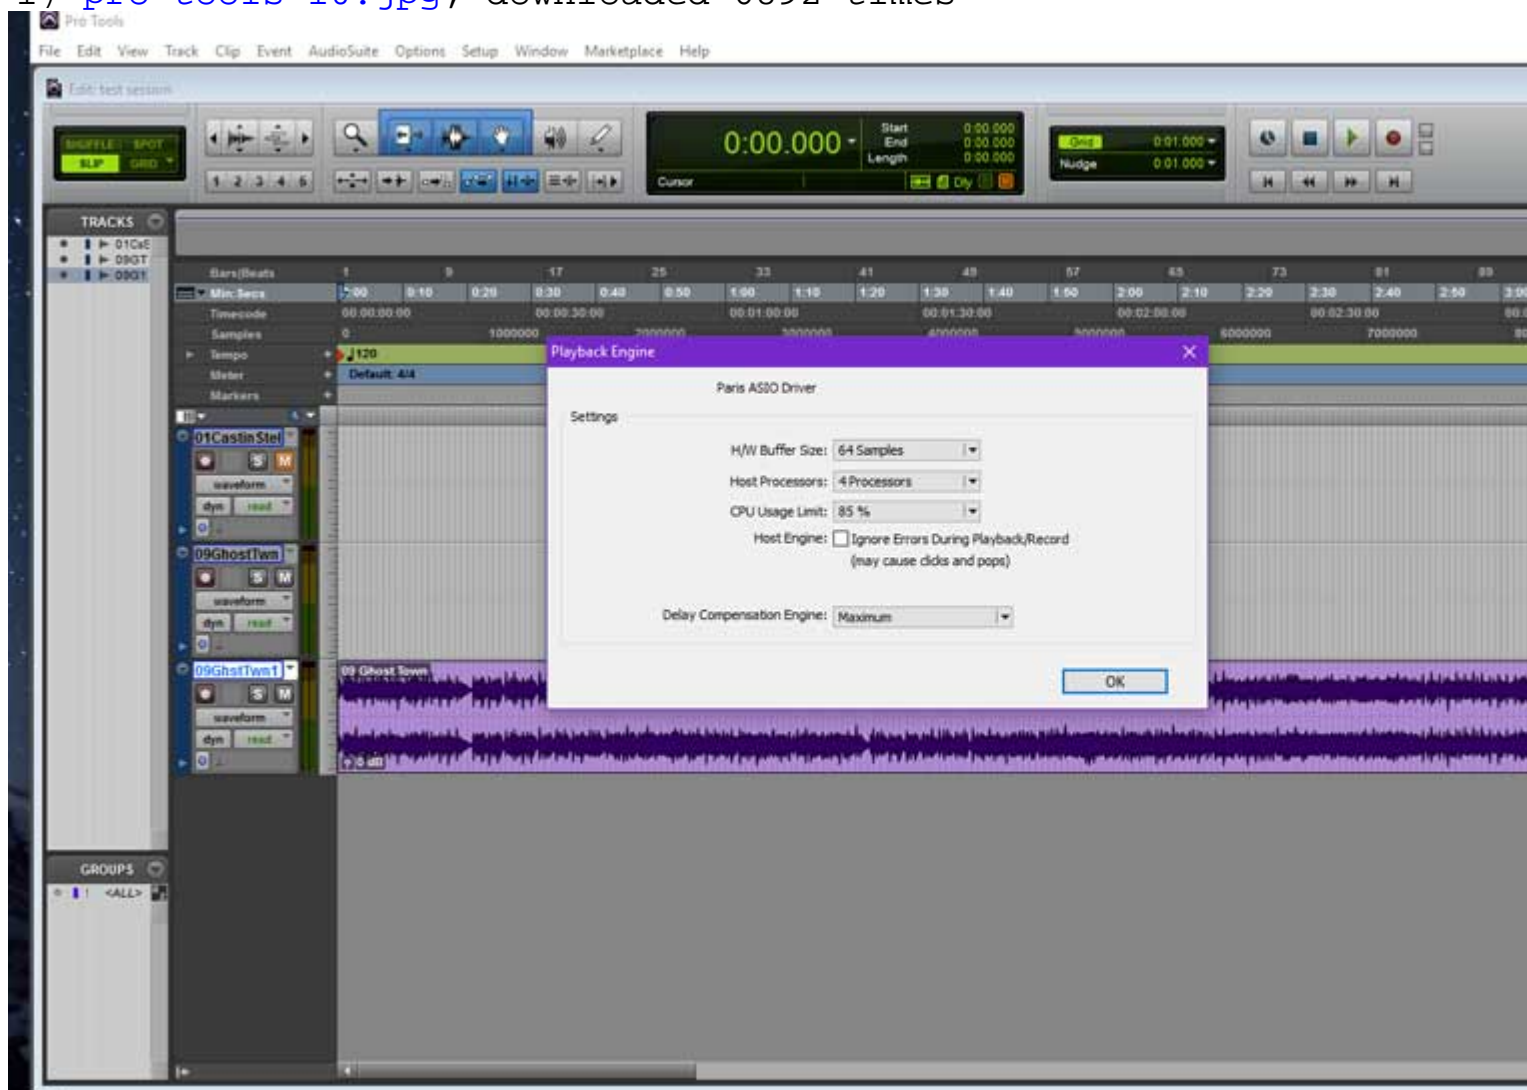 Pro Tools
File Edit View Track Clip Event AudioSuite Options Setup Window Marketplace Help
Edit: test session
SHUFFLE SPOT
SLIP GRID
1 2 3 4 5
0:00.000
Start 0:00.000
End 0:00.000
Length 0:00.000
Cursor
Dly
Grid 0:01.000
Nudge 0:01.000
TRACKS
01CsS
09GT
09G1
Bars|Beats 1 9 17 25 33 41 49 57 65 73 81 89
Min:Secs 0:00 0:10 0:20 0:30 0:40 0:50 1:00 1:10 1:20 1:30 1:40 1:50 2:00 2:10 2:20 2:30 2:40 2:50 3:00
Timecode 00:00:00:00 00:00:30:00 00:01:00:00 00:01:30:00 00:02:00:00 00:02:30:00
Samples 0 1000000 2000000 3000000 4000000 5000000 6000000 7000000
Tempo 120
Meter Default: 4/4
Markers
Playback Engine
Paris ASIO Driver
Settings
H/W Buffer Size: 64 Samples
Host Processors: 4 Processors
CPU Usage Limit: 85 %
Host Engine: Ignore Errors During Playback/Record
(may cause clicks and pops)
Delay Compensation Engine: Maximum
OK
01CastinStel
S M
waveform
dyn read
09GhostTwn
S M
waveform
dyn read
09GhstTwn1
S M
waveform
dyn read
09 Ghost Town
0 dB
GROUPS
! <ALL>